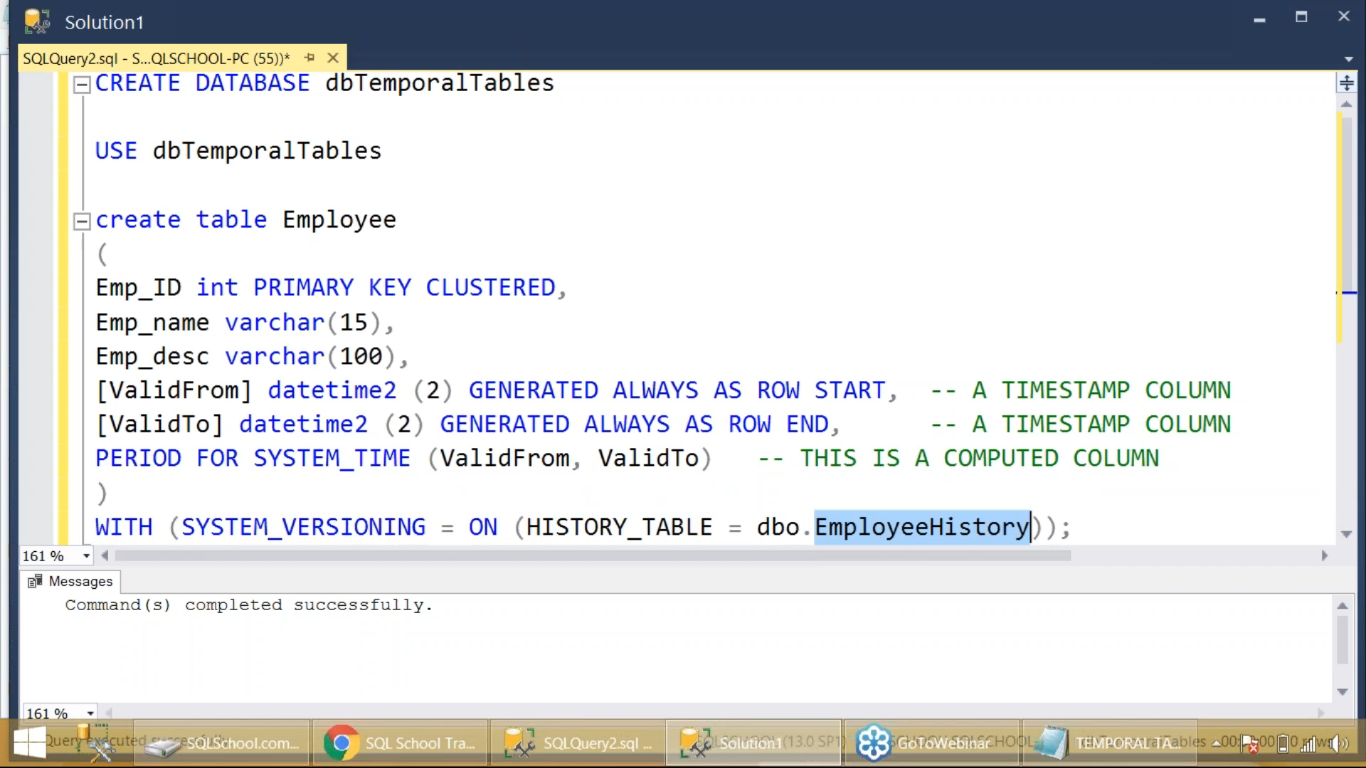 Solution1
SQLQuery2.sql - S...QLSCHOOL-PC (55))*
CREATE DATABASE dbTemporalTables
USE dbTemporalTables
create table Employee
(
Emp_ID int PRIMARY KEY CLUSTERED,
Emp_name varchar(15),
Emp_desc varchar(100),
[ValidFrom] datetime2 (2) GENERATED ALWAYS AS ROW START,  -- A TIMESTAMP COLUMN
[ValidTo] datetime2 (2) GENERATED ALWAYS AS ROW END,      -- A TIMESTAMP COLUMN
PERIOD FOR SYSTEM_TIME (ValidFrom, ValidTo)   -- THIS IS A COMPUTED COLUMN
)
WITH (SYSTEM_VERSIONING = ON (HISTORY_TABLE = dbo.EmployeeHistory));
161 %
Messages
Command(s) completed successfully.
161 %
Query executed
SQLSchool.com...
SQL School Tra...
SQLQuery2.sql ...
Solution1
(13.0 SP1)
GoToWebinar
TEMPORAL TA...